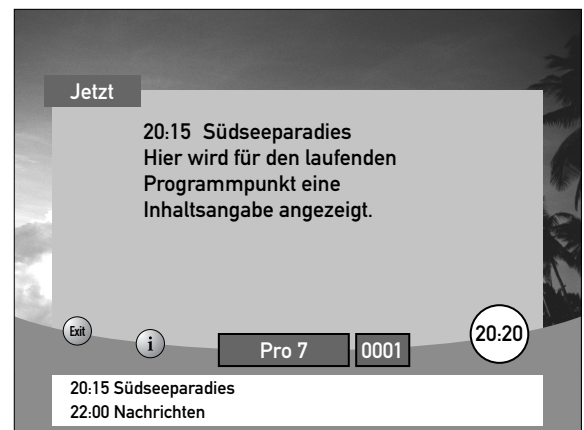 Jetzt
20:15 Südseeparadies
Hier wird für den laufenden
Programmpunkt eine
Inhaltsangabe angezeigt.
Exit
i
Pro 7 0001
20:20
20:15 Südseeparadies
22:00 Nachrichten